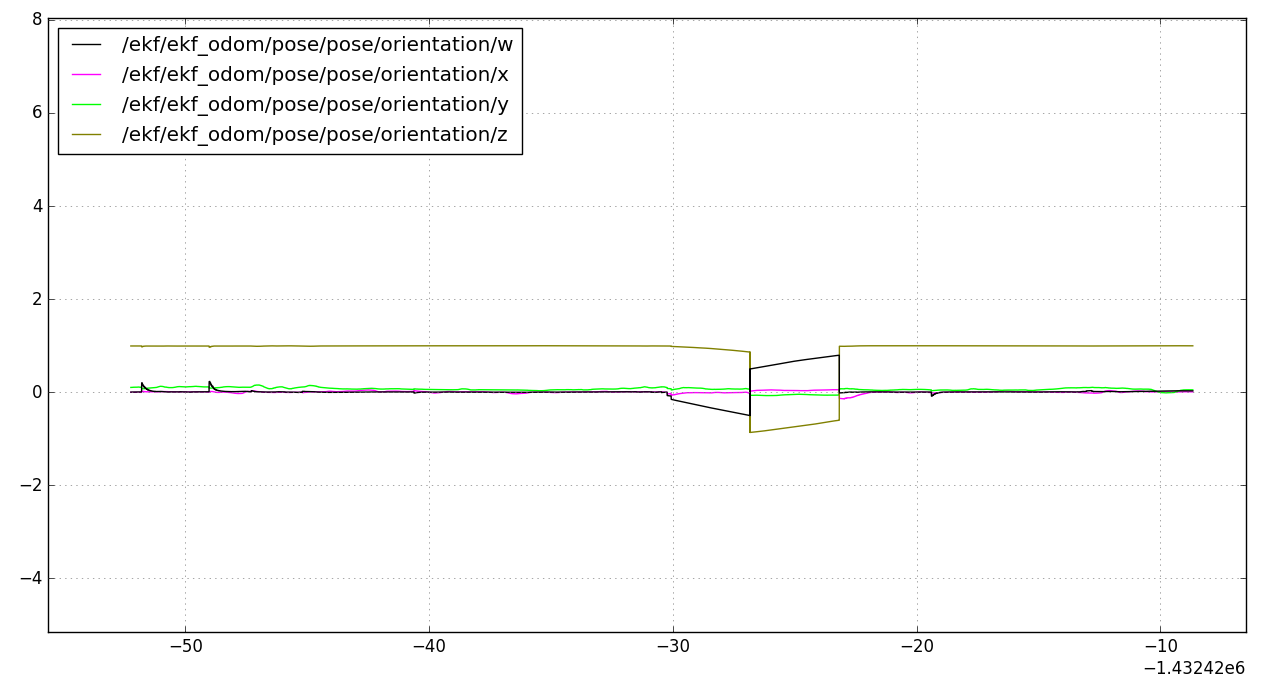 8
6
4
2
0
−2
−4
/ekf/ekf_odom/pose/pose/orientation/w
/ekf/ekf_odom/pose/pose/orientation/x
/ekf/ekf_odom/pose/pose/orientation/y
/ekf/ekf_odom/pose/pose/orientation/z
−50 −40 −30 −20 −10
−1.43242e6